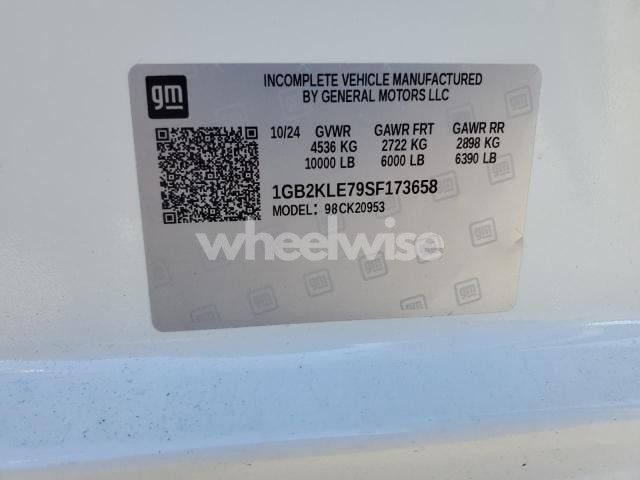 gm
INCOMPLETE VEHICLE MANUFACTURED
BY GENERAL MOTORS LLC
10/24 GVWR GAWR FRT GAWR RR
4536 KG 2722 KG 2898 KG
10000 LB 6000 LB 6390 LB
1GB2KLE79SF173658
MODEL: 98CK20953
wheelwise